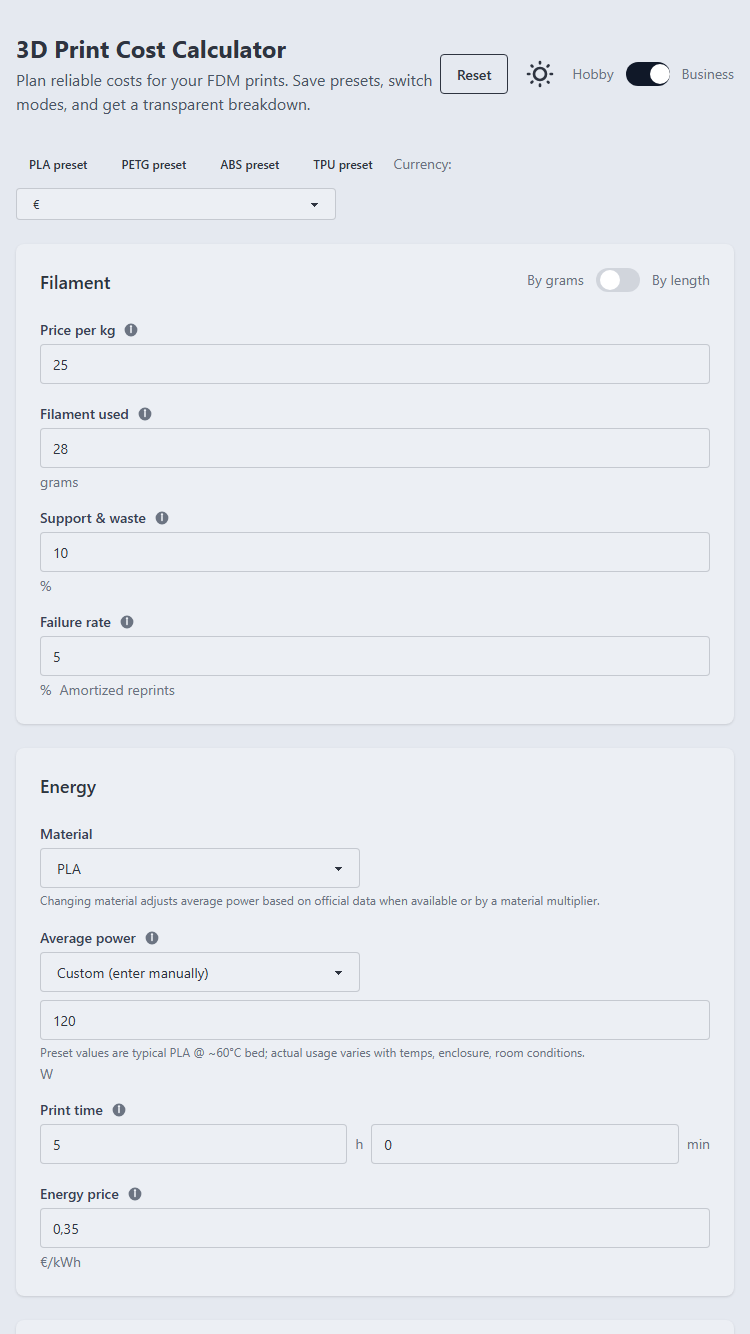 3D Print Cost Calculator
Plan reliable costs for your FDM prints. Save presets, switch
modes, and get a transparent breakdown.
Reset
Hobby
Business
PLA preset
PETG preset
ABS preset
TPU preset
Currency:
€
Filament
By grams
By length
Price per kg
25
Filament used
28
grams
Support & waste
10
%
Failure rate
5
% Amortized reprints
Energy
Material
PLA
Changing material adjusts average power based on official data when available or by a material multiplier.
Average power
Custom (enter manually)
120
Preset values are typical PLA @ ~60°C bed; actual usage varies with temps, enclosure, room conditions.
W
Print time
5
h
0
min
Energy price
0,35
€/kWh